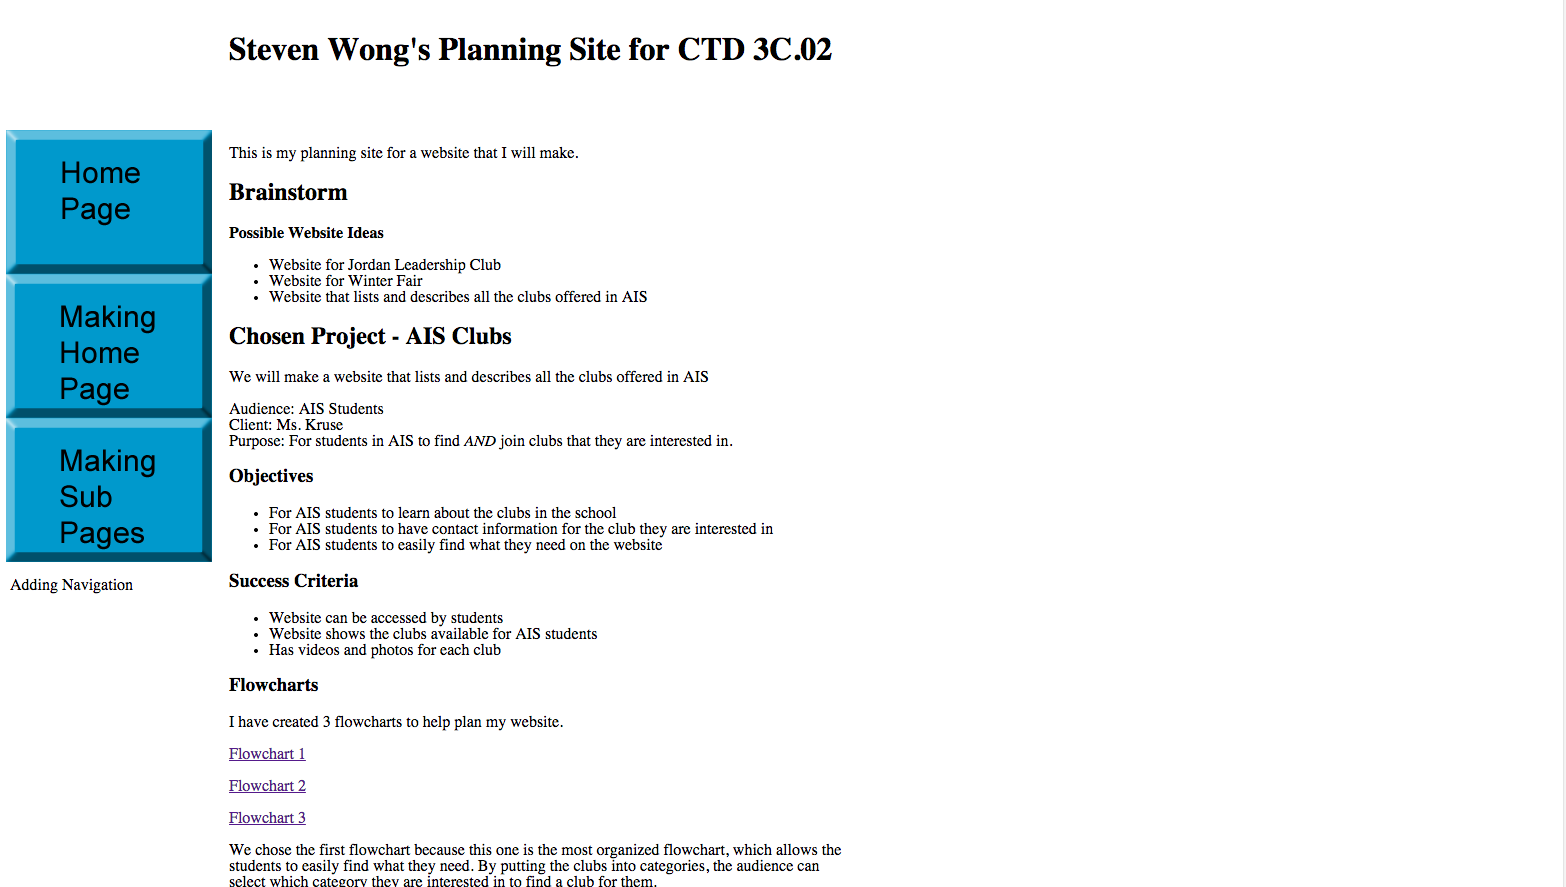 Steven Wong's Planning Site for CTD 3C.02
Home
Page
Making
Home
Page
Making
Sub
Pages
Adding Navigation
This is my planning site for a website that I will make.
Brainstorm
Possible Website Ideas
• Website for Jordan Leadership Club
• Website for Winter Fair
• Website that lists and describes all the clubs offered in AIS
Chosen Project - AIS Clubs
We will make a website that lists and describes all the clubs offered in AIS
Audience: AIS Students
Client: Ms. Kruse
Purpose: For students in AIS to find AND join clubs that they are interested in.
Objectives
• For AIS students to learn about the clubs in the school
• For AIS students to have contact information for the club they are interested in
• For AIS students to easily find what they need on the website
Success Criteria
• Website can be accessed by students
• Website shows the clubs available for AIS students
• Has videos and photos for each club
Flowcharts
I have created 3 flowcharts to help plan my website.
Flowchart 1
Flowchart 2
Flowchart 3
We chose the first flowchart because this one is the most organized flowchart, which allows the
students to easily find what they need. By putting the clubs into categories, the audience can
select which category they are interested in to find a club for them.